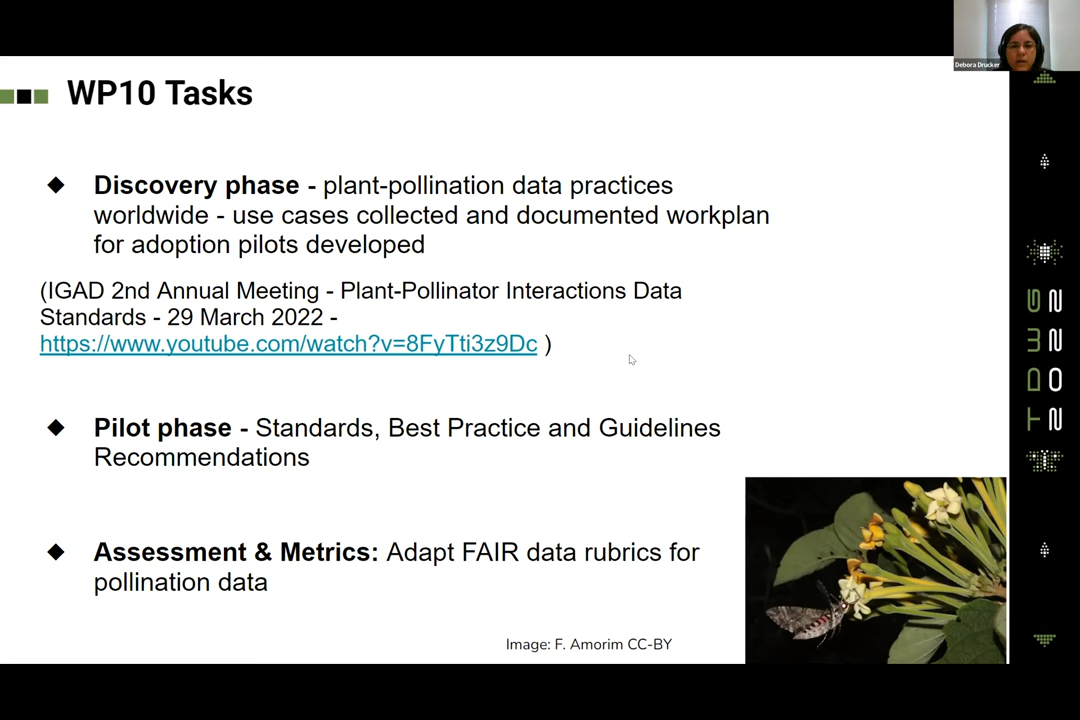 Debora Drucker
WP10 Tasks
Discovery phase - plant-pollination data practices
worldwide - use cases collected and documented workplan
for adoption pilots developed
(IGAD 2nd Annual Meeting - Plant-Pollinator Interactions Data
Standards - 29 March 2022 -
https://www.youtube.com/watch?v=8FyTti3z9Dc )
Pilot phase - Standards, Best Practice and Guidelines
Recommendations
Assessment & Metrics: Adapt FAIR data rubrics for
pollination data
Image: F. Amorim CC-BY